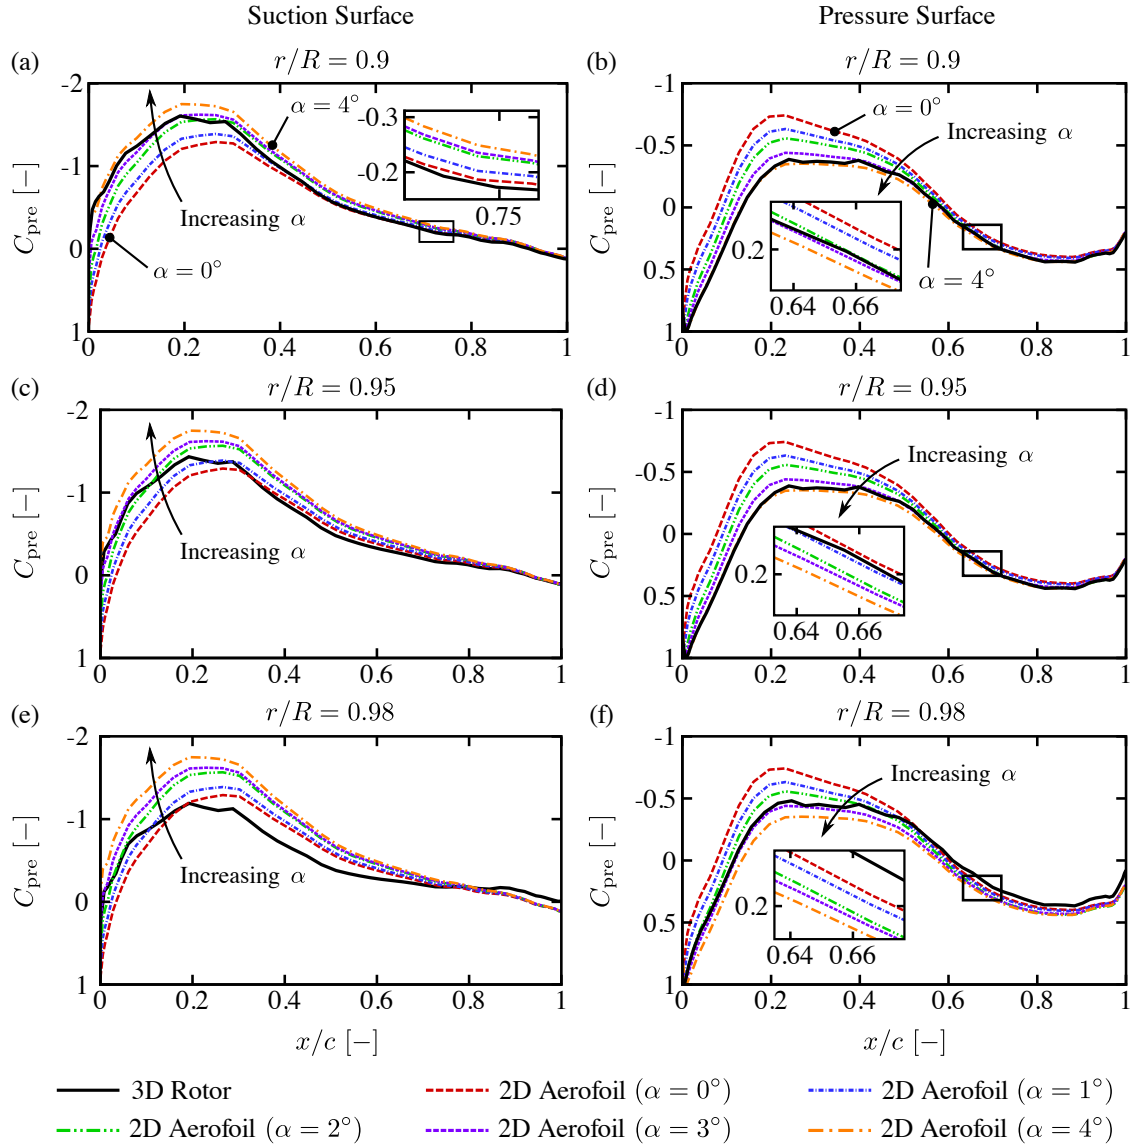 Suction Surface
Pressure Surface
(a)
r/R = 0.9
-2
-1
0
1
C_pre [−]
0
0.2
0.4
0.6
0.8
1
α = 4°
Increasing α
α = 0°
-0.3
-0.2
0.75
(b)
r/R = 0.9
-1
-0.5
0
0.5
1
C_pre [−]
0
0.2
0.4
0.6
0.8
1
α = 0°
Increasing α
α = 4°
0.2
0.64
0.66
(c)
r/R = 0.95
-2
-1
0
1
C_pre [−]
0
0.2
0.4
0.6
0.8
1
Increasing α
(d)
r/R = 0.95
-1
-0.5
0
0.5
1
C_pre [−]
0
0.2
0.4
0.6
0.8
1
Increasing α
0.2
0.64
0.66
(e)
r/R = 0.98
-2
-1
0
1
C_pre [−]
0
0.2
0.4
0.6
0.8
1
Increasing α
x/c [−]
(f)
r/R = 0.98
-1
-0.5
0
0.5
1
C_pre [−]
0
0.2
0.4
0.6
0.8
1
Increasing α
0.2
0.64
0.66
x/c [−]
3D Rotor
2D Aerofoil (α = 0°)
2D Aerofoil (α = 1°)
2D Aerofoil (α = 2°)
2D Aerofoil (α = 3°)
2D Aerofoil (α = 4°)